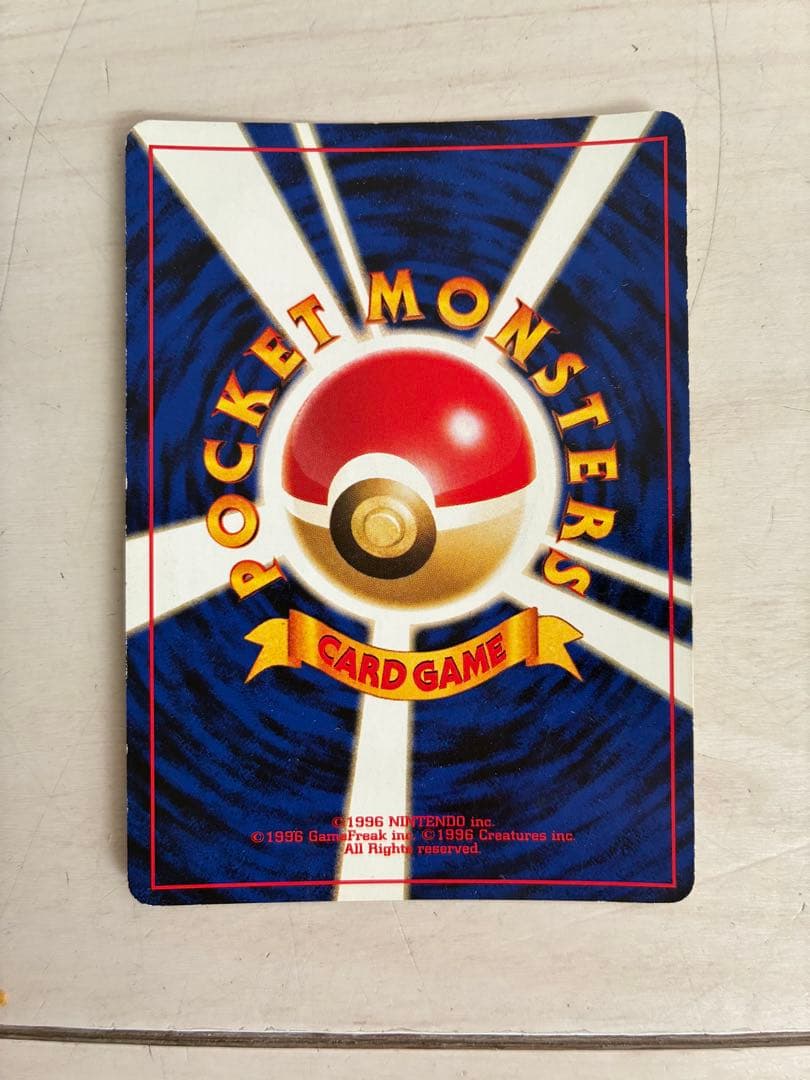 POCKET MONSTERS
CARD GAME
©1996 NINTENDO inc.
©1996 GameFreak inc. ©1996 Creatures inc.
All Rights reserved.